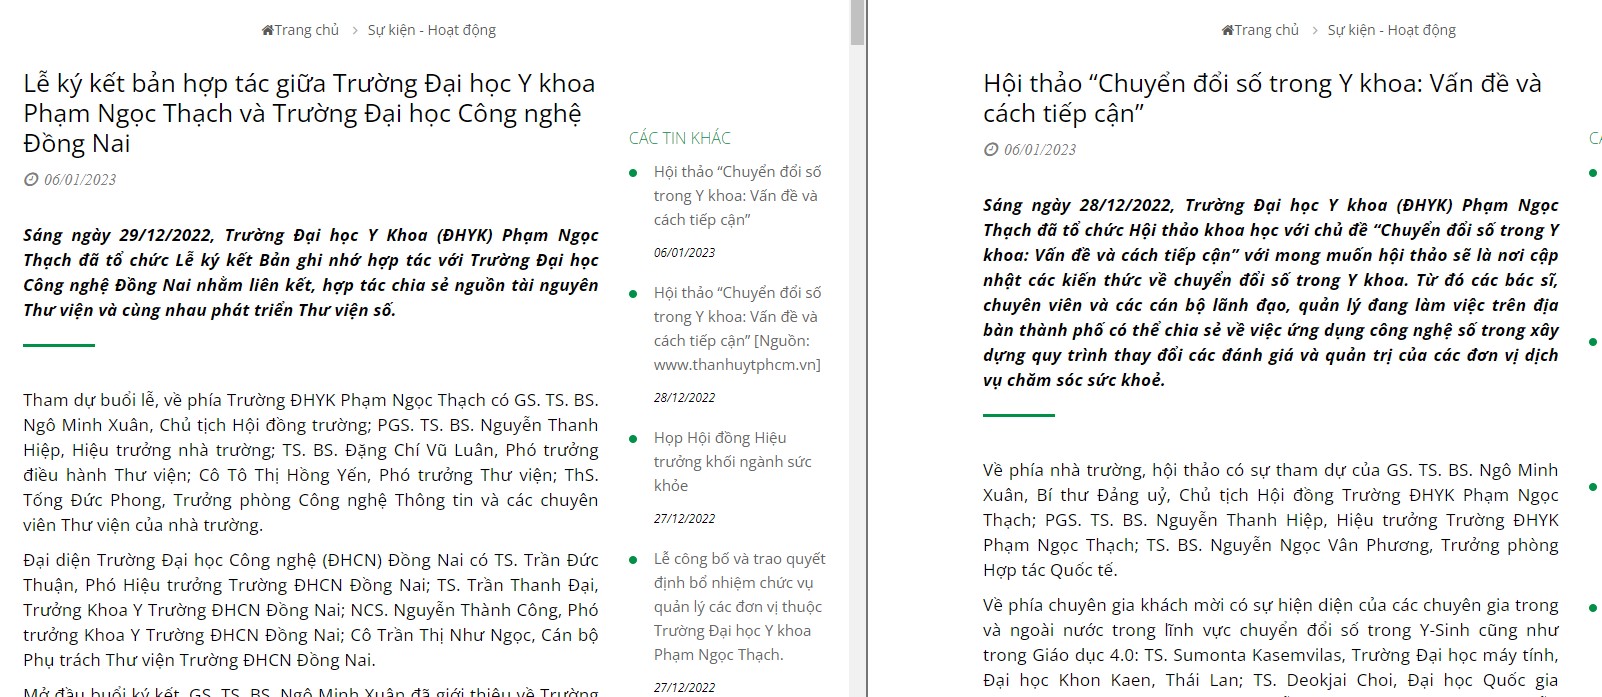 Trang chủ > Sự kiện - Hoạt động
Lễ ký kết bản hợp tác giữa Trường Đại học Y khoa
Phạm Ngọc Thạch và Trường Đại học Công nghệ
Đồng Nai
06/01/2023
Sáng ngày 29/12/2022, Trường Đại học Y Khoa (ĐHYK) Phạm Ngọc
Thạch đã tổ chức Lễ ký kết Bản ghi nhớ hợp tác với Trường Đại học
Công nghệ Đồng Nai nhằm liên kết, hợp tác chia sẻ nguồn tài nguyên
Thư viện và cùng nhau phát triển Thư viện số.
Tham dự buổi lễ, về phía Trường ĐHYK Phạm Ngọc Thạch có GS. TS. BS.
Ngô Minh Xuân, Chủ tịch Hội đồng trường; PGS. TS. BS. Nguyễn Thanh
Hiệp, Hiệu trưởng nhà trường; TS. BS. Đặng Chí Vũ Luân, Phó trưởng
điều hành Thư viện; Cô Tô Thị Hồng Yến, Phó trưởng Thư viện; ThS.
Tống Đức Phong, Trưởng phòng Công nghệ Thông tin và các chuyên
viên Thư viện của nhà trường.
Đại diện Trường Đại học Công nghệ (ĐHCN) Đồng Nai có TS. Trần Đức
Thuận, Phó Hiệu trưởng Trường ĐHCN Đồng Nai; TS. Trần Thanh Đại,
Trưởng Khoa Y Trường ĐHCN Đồng Nai; NCS. Nguyễn Thành Công, Phó
trưởng Khoa Y Trường ĐHCN Đồng Nai; Cô Trần Thị Như Ngọc, Cán bộ
Phụ trách Thư viện Trường ĐHCN Đồng Nai.
Mở đầu buổi ký kết, GS. TS. BS. Ngô Minh Xuân đã giới thiệu về Trường
CÁC TIN KHÁC
Hội thảo “Chuyển đổi số
trong Y khoa: Vấn đề và
cách tiếp cận”
06/01/2023
Hội thảo “Chuyển đổi số
trong Y khoa: Vấn đề và
cách tiếp cận” [Nguồn:
www.thanhuytphcm.vn]
28/12/2022
Họp Hội đồng Hiệu
trưởng khối ngành sức
khỏe
27/12/2022
Lễ công bố và trao quyết
định bổ nhiệm chức vụ
quản lý các đơn vị thuộc
Trường Đại học Y khoa
Phạm Ngọc Thạch.
27/12/2022
Trang chủ > Sự kiện - Hoạt động
Hội thảo “Chuyển đổi số trong Y khoa: Vấn đề và
cách tiếp cận”
06/01/2023
Sáng ngày 28/12/2022, Trường Đại học Y khoa (ĐHYK) Phạm Ngọc
Thạch đã tổ chức Hội thảo khoa học với chủ đề “Chuyển đổi số trong Y
khoa: Vấn đề và cách tiếp cận” với mong muốn hội thảo sẽ là nơi cập
nhật các kiến thức về chuyển đổi số trong Y khoa. Từ đó các bác sĩ,
chuyên viên và các cán bộ lãnh đạo, quản lý đang làm việc trên địa
bàn thành phố có thể chia sẻ về việc ứng dụng công nghệ số trong xây
dựng quy trình thay đổi các đánh giá và quản trị của các đơn vị dịch
vụ chăm sóc sức khoẻ.
Về phía nhà trường, hội thảo có sự tham dự của GS. TS. BS. Ngô Minh
Xuân, Bí thư Đảng uỷ, Chủ tịch Hội đồng Trường ĐHYK Phạm Ngọc
Thạch; PGS. TS. BS. Nguyễn Thanh Hiệp, Hiệu trưởng Trường ĐHYK
Phạm Ngọc Thạch; TS. BS. Nguyễn Ngọc Vân Phương, Trưởng phòng
Hợp tác Quốc tế.
Về phía chuyên gia khách mời có sự hiện diện của các chuyên gia trong
và ngoài nước trong lĩnh vực chuyển đổi số trong Y-Sinh cũng như
trong Giáo dục 4.0: TS. Sumonta Kasemvilas, Trường Đại học máy tính,
Đại học Khon Kaen, Thái Lan; TS. Deokjai Choi, Đại học Quốc gia